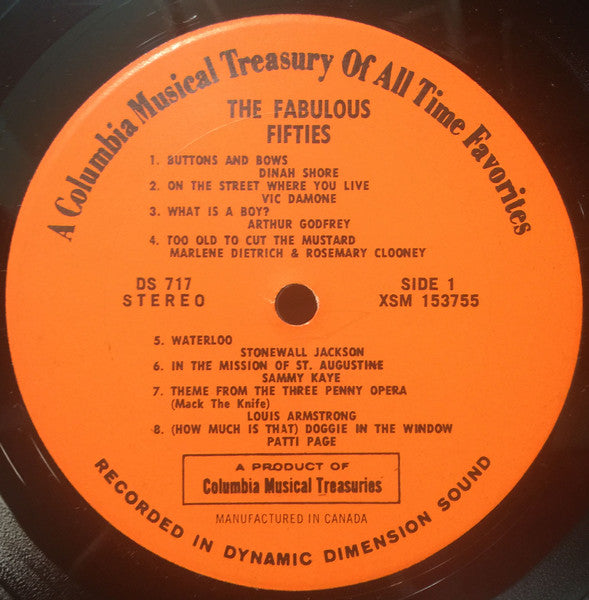 A Columbia Musical Treasury Of All Time Favorites
THE FABULOUS
FIFTIES
1. BUTTONS AND BOWS
DINAH SHORE
2. ON THE STREET WHERE YOU LIVE
VIC DAMONE
3. WHAT IS A BOY?
ARTHUR GODFREY
4. TOO OLD TO CUT THE MUSTARD
MARLENE DIETRICH & ROSEMARY CLOONEY
DS 717
STEREO
SIDE 1
XSM 153755
5. WATERLOO
STONEWALL JACKSON
6. IN THE MISSION OF ST. AUGUSTINE
SAMMY KAYE
7. THEME FROM THE THREE PENNY OPERA
(Mack The Knife)
LOUIS ARMSTRONG
8. (HOW MUCH IS THAT) DOGGIE IN THE WINDOW
PATTI PAGE
A PRODUCT OF
Columbia Musical Treasuries
MANUFACTURED IN CANADA
RECORDED IN DYNAMIC DIMENSION SOUND